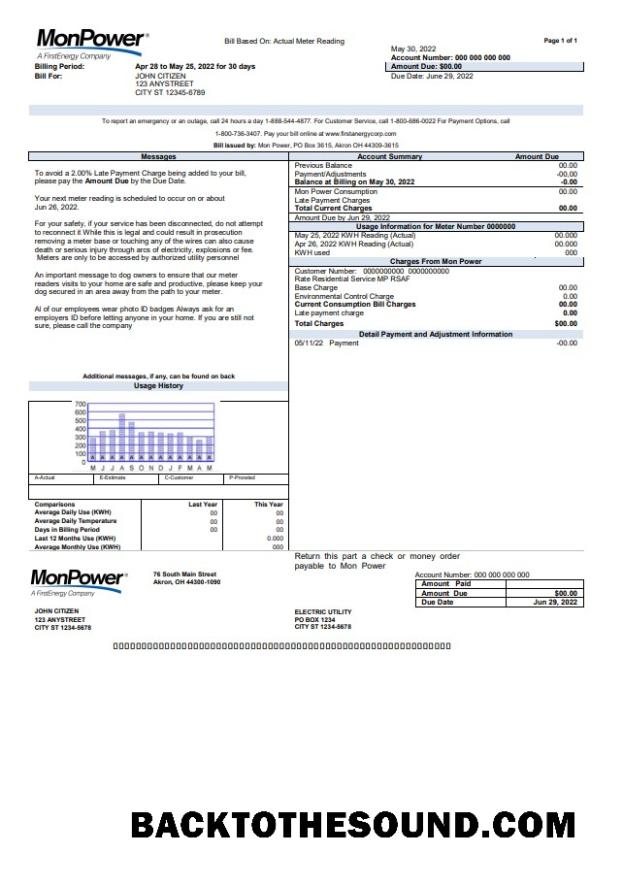 MonPower®
A FirstEnergy Company
Bill Based On: Actual Meter Reading
Page 1 of 1
May 30, 2022
Account Number: 000 000 000 000
Amount Due: $00.00
Due Date: June 29, 2022
Billing Period: Apr 28 to May 25, 2022 for 30 days
Bill For: JOHN CITIZEN
123 ANYSTREET
CITY ST 12345-6789
To report an emergency or an outage, call 24 hours a day 1-888-544-4877. For Customer Service, call 1-800-686-0022 For Payment Options, call
1-800-736-3407. Pay your bill online at www.firstanergycorp.com
Bill issued by: Mon Power, PO Box 3615, Akron OH 44309-3615
Messages
To avoid a 2.00% Late Payment Charge being added to your bill,
please pay the Amount Due by the Due Date.
Your next meter reading is scheduled to occur on or about
Jun 26, 2022.
For your safety, if your service has been disconnected, do not attempt
to reconnect it While this is legal and could result in prosecution
removing a meter base or touching any of the wires can also cause
death or serious injury through arcs of electricity, explosions or fee.
Meters are only to be accessed by authorized utility personnel
An important message to dog owners to ensure that our meter
readers visits to your home are safe and productive, please keep your
dog secured in an area away from the path to your meter.
Al of our employees wear photo ID badges Always ask for an
employers ID before letting anyone in your home. If you are still not
sure, please call the company
Additional messages, if any, can be found on back
Account Summary Amount Due
Previous Balance 00.00
Payment/Adjustments -00,00
Balance at Billing on May 30, 2022 -0.00
Mon Power Consumption 00.00
Late Payment Charges
Total Current Charges 00.00
Amount Due by Jun 29, 2022
Usage Information for Meter Number 0000000
May 25, 2022 KWH Reading (Actual) 00.000
Apr 26, 2022 KWH Reading (Actual) 00.000
KWH used 000
Charges From Mon Power
Customer Number: 0000000000 0000000000
Rate Residential Service MP RSAF
Base Charge 00.00
Environmental Control Charge 0.00
Current Consumption Bill Charges 00.00
Late payment charge 0.00
Total Charges $00.00
Detail Payment and Adjustment Information
05/11/22 Payment -00.00
Usage History
700
600
500
400
300
200
100
0
A A A A A A A A A A A A A
M J J A S O N D J F M A M
A-Actual E-Estimate C-Customer P-Prorated
Comparisons Last Year This Year
Average Daily Use (KWH) 00 00
Average Daily Temperature 00 00
Days in Billing Period 00 00
Last 12 Months Use (KWH) 0.000
Average Monthly Use (KWH) 000
Return this part a check or money order
payable to Mon Power
MonPower®
A FirstEnergy Company
76 South Main Street
Akron, OH 44300-1090
Account Number: 000 000 000 000
Amount Paid
Amount Due $00.00
Due Date Jun 29, 2022
JOHN CITIZEN
123 ANYSTREET
CITY ST 1234-5678
ELECTRIC UTILITY
PO BOX 1234
CITY ST 1234-5678
BACKTOTHESOUND.COM